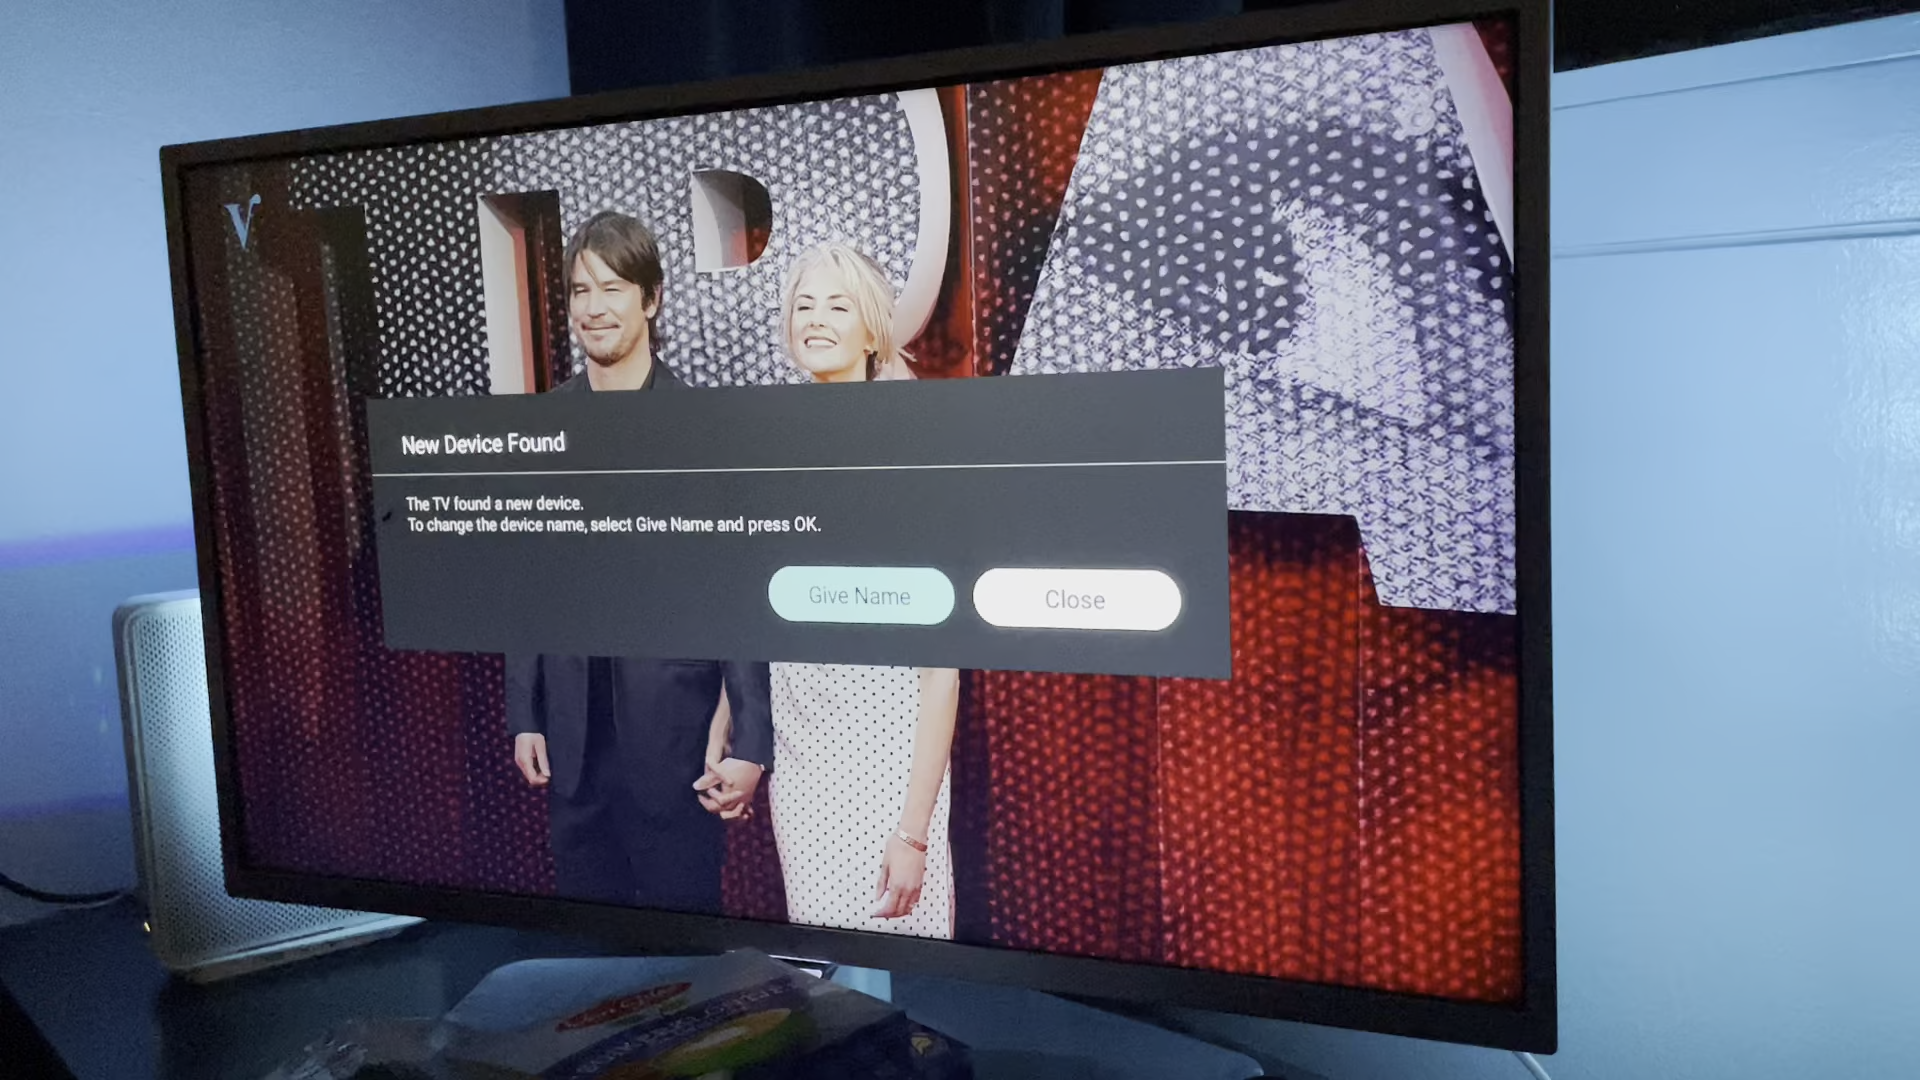 V
New Device Found
The TV found a new device.
To change the device name, select Give Name and press OK.
Give Name
Close